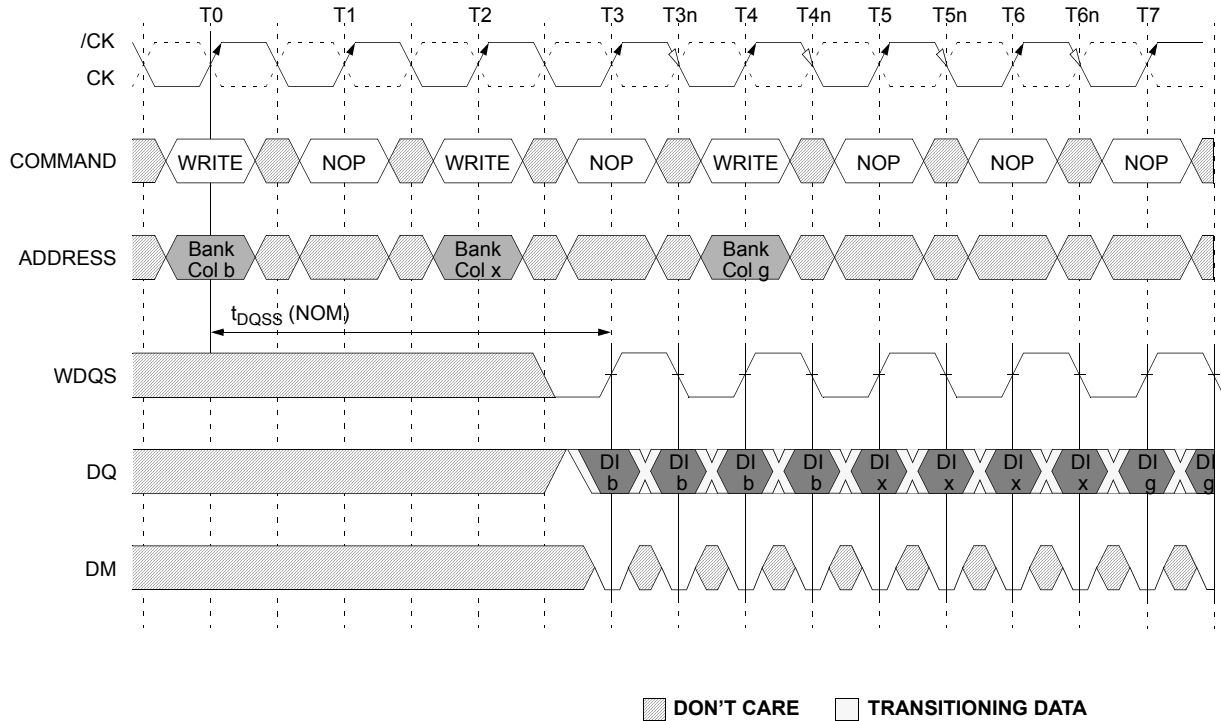 T0 T1 T2 T3 T3n T4 T4n T5 T5n T6 T6n T7
/CK
CK
COMMAND WRITE NOP WRITE NOP WRITE NOP NOP NOP
ADDRESS Bank Col b Bank Col x Bank Col g
tDQSS (NOM)
WDQS
DQ DI b DI b DI b DI b DI x DI x DI x DI x DI g DI g
DM
DON'T CARE TRANSITIONING DATA